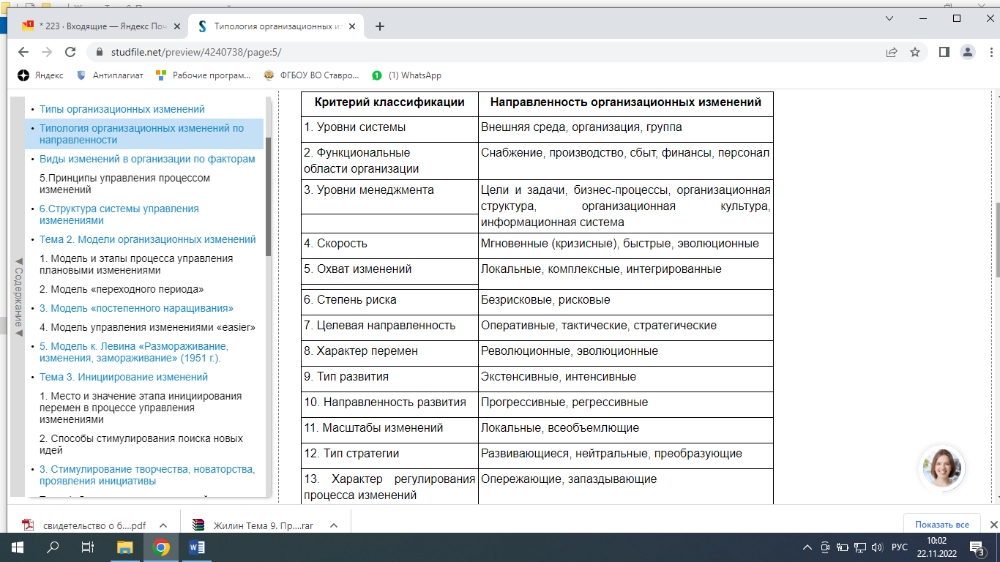 * 223 · Входящие — Яндекс Поч
Типология организационных из
studfile.net/preview/4240738/page:5/
Яндекс
Антиплагиат
Рабочие програм...
ФГБОУ ВО Ставро...
(1) WhatsApp
Содержание
Типы организационных изменений
Типология организационных изменений по
направленности
Виды изменений в организации по факторам
5.Принципы управления процессом
изменений
6.Структура системы управления
изменениями
Тема 2. Модели организационных изменений
1. Модель и этапы процесса управления
плановыми изменениями
2. Модель «переходного периода»
3. Модель «постепенного наращивания»
4. Модель управления изменениями «easier»
5. Модель к. Левина «Размораживание,
изменения, замораживание» (1951 г.).
Тема 3. Инициирование изменений
1. Место и значение этапа инициирования
перемен в процессе управления
изменениями
2. Способы стимулирования поиска новых
идей
3. Стимулирование творчества, новаторства,
проявления инициативы
Критерий классификации
Направленность организационных изменений
1. Уровни системы
Внешняя среда, организация, группа
2. Функциональные
области организации
Снабжение, производство, сбыт, финансы, персонал
3. Уровни менеджмента
Цели и задачи, бизнес-процессы, организационная
структура, организационная культура,
информационная система
4. Скорость
Мгновенные (кризисные), быстрые, эволюционные
5. Охват изменений
Локальные, комплексные, интегрированные
6. Степень риска
Безрисковые, рисковые
7. Целевая направленность
Оперативные, тактические, стратегические
8. Характер перемен
Революционные, эволюционные
9. Тип развития
Экстенсивные, интенсивные
10. Направленность развития
Прогрессивные, регрессивные
11. Масштабы изменений
Локальные, всеобъемлющие
12. Тип стратегии
Развивающиеся, нейтральные, преобразующие
13. Характер регулирования
процесса изменений
Опережающие, запаздывающие
свидетельство о б....pdf
Жилин Тема 9. Пр....rar
Показать все
РУС
10:02
22.11.2022
3